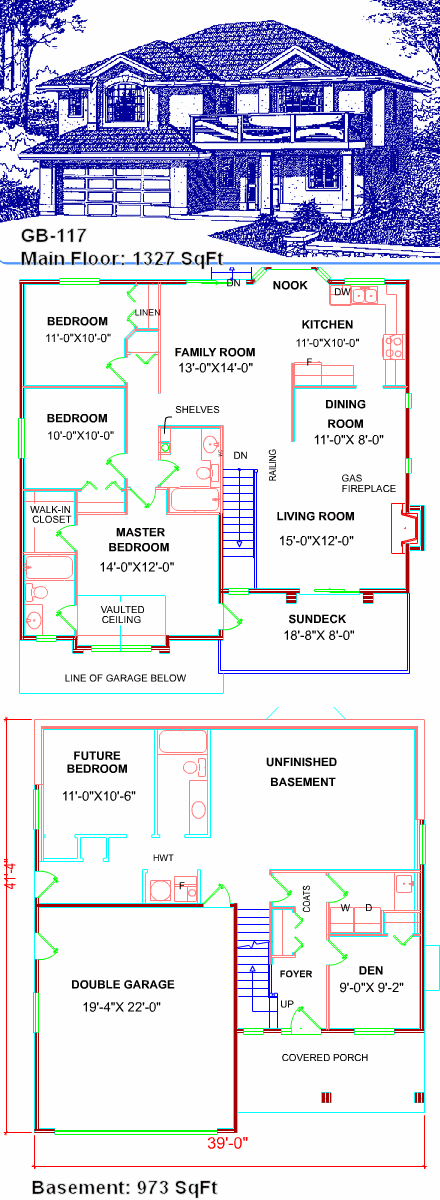 GB-117
Main Floor: 1327 SqFt
DN
NOOK
DW
LINEN
BEDROOM
11'-0"X10'-0"
KITCHEN
11'-0"X10'-0"
FAMILY ROOM
13'-0"X14'-0"
F
BEDROOM
10'-0"X10'-0"
SHELVES
DINING
ROOM
11'-0"X 8'-0"
DN
RAILING
GAS
FIREPLACE
WALK-IN
CLOSET
LIVING ROOM
15'-0"X12'-0"
MASTER
BEDROOM
14'-0"X12'-0"
VAULTED
CEILING
SUNDECK
18'-8"X 8'-0"
LINE OF GARAGE BELOW
FUTURE
BEDROOM
11'-0"X10'-6"
UNFINISHED
BASEMENT
41'-4"
HWT
F
COATS
W
D
DOUBLE GARAGE
19'-4"X 22'-0"
FOYER
UP
DEN
9'-0"X 9'-2"
COVERED PORCH
39'-0"
Basement: 973 SqFt